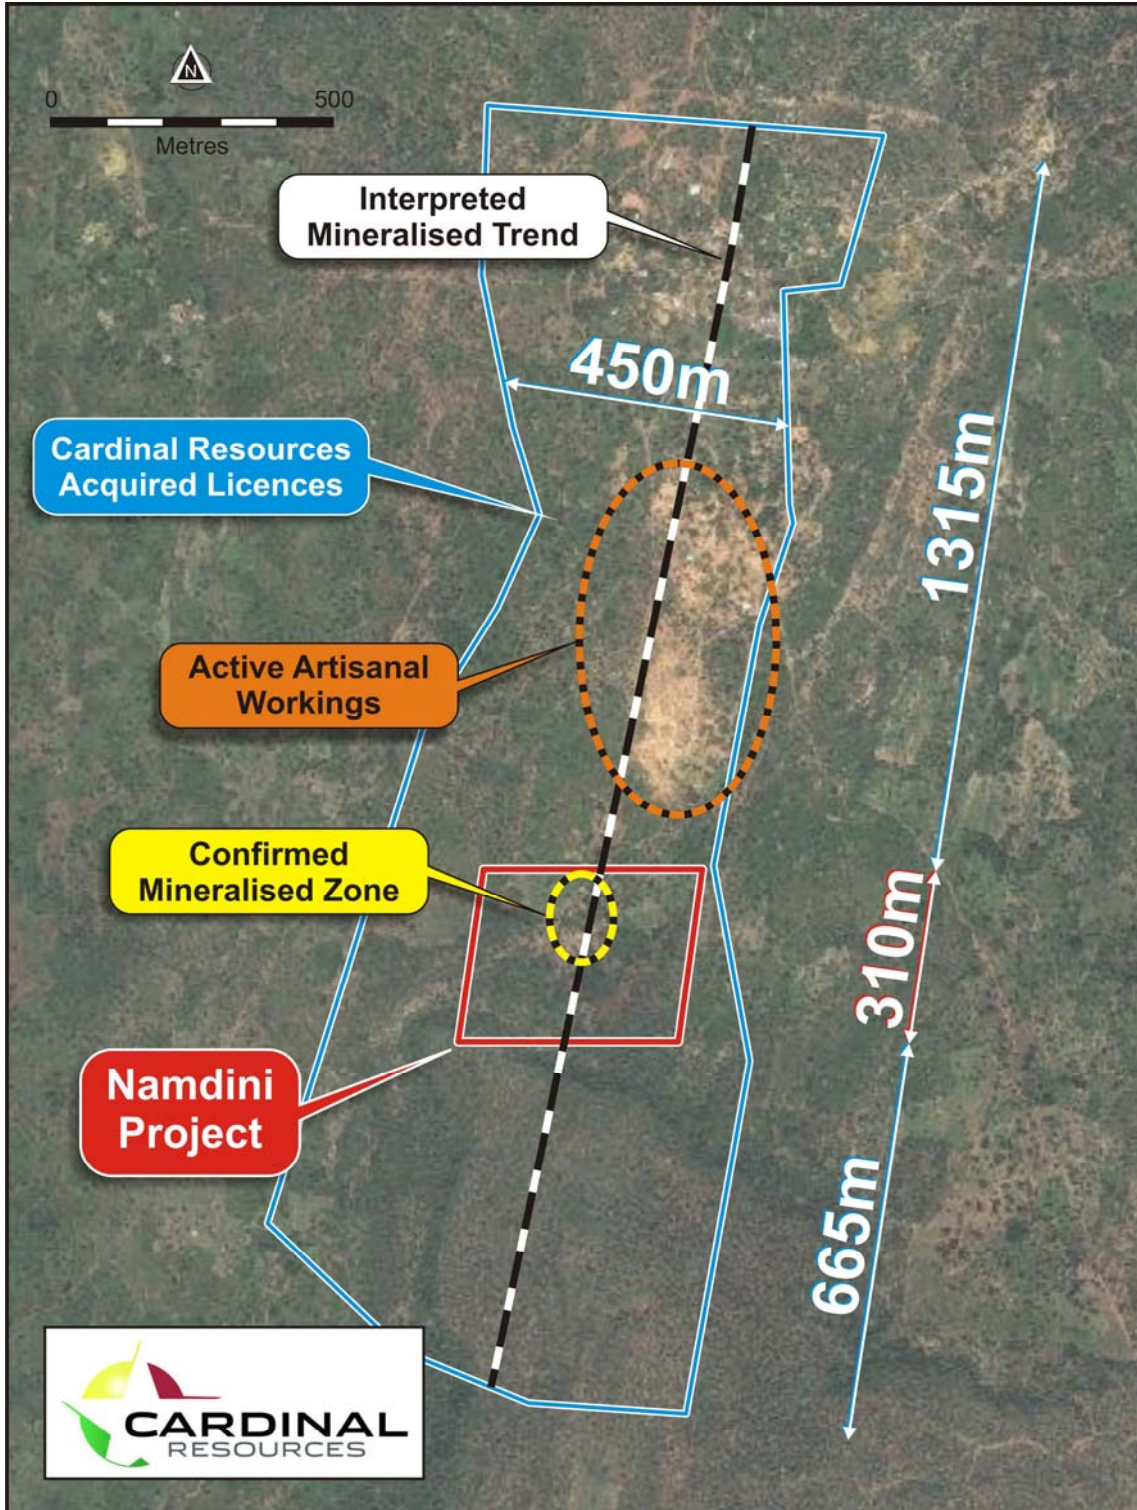 N
0 500
Metres
Interpreted
Mineralised Trend
450m
Cardinal Resources
Acquired Licences
1315m
Active Artisanal
Workings
Confirmed
Mineralised Zone
310m
Namdini
Project
665m
CARDINAL
RESOURCES